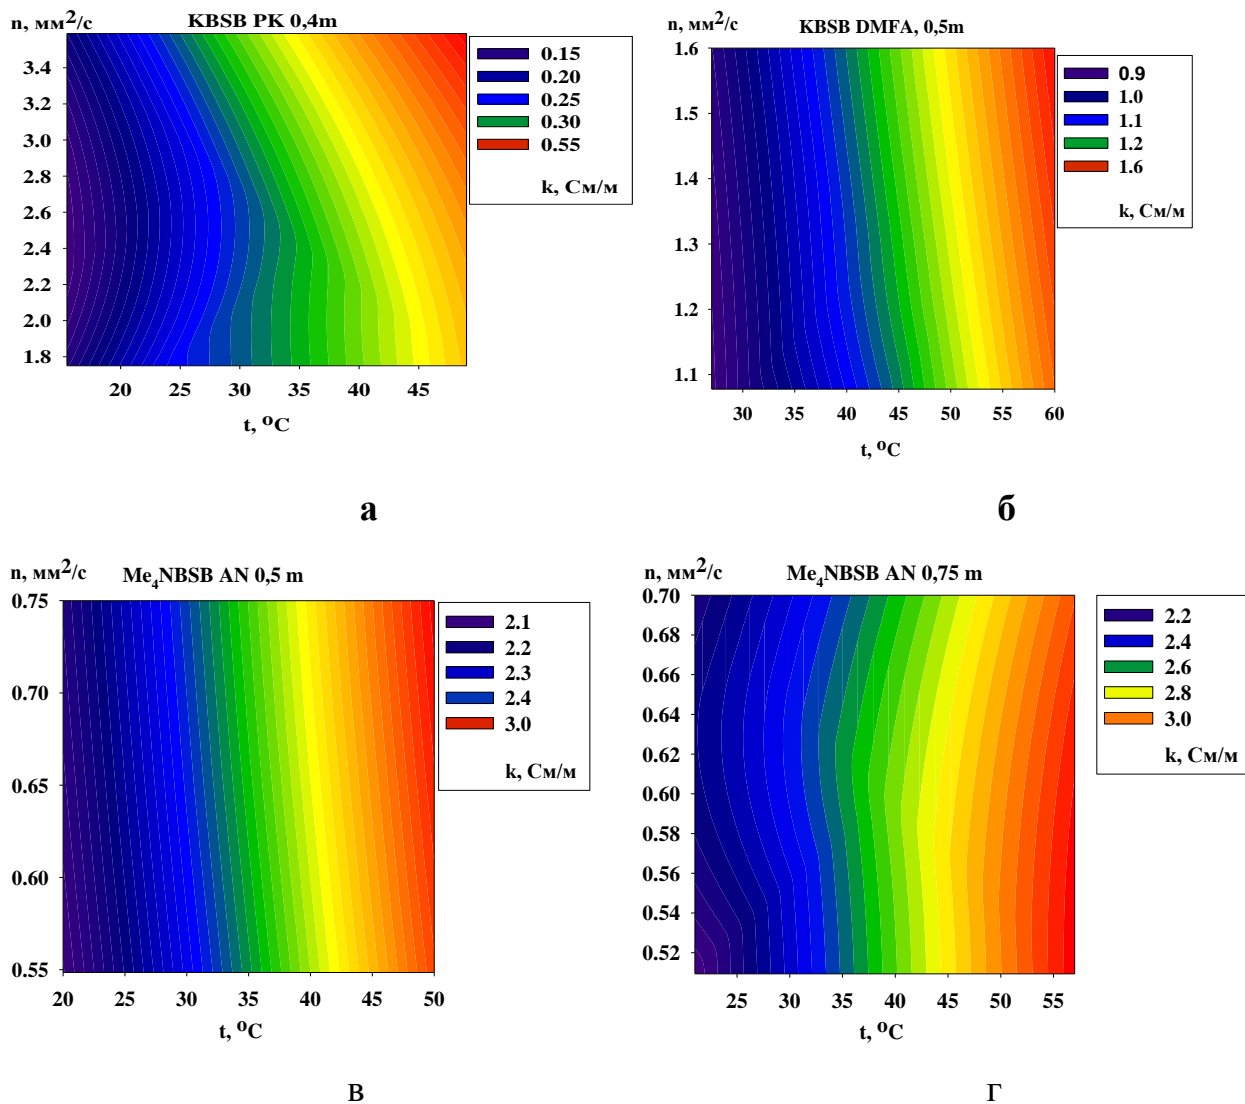 n, мм2/с
KBSB PK 0,4m
3.4
3.2
3.0
2.8
2.6
2.4
2.2
2.0
1.8
20 25 30 35 40 45
t, oC
0.15
0.20
0.25
0.30
0.55
k, См/м
а
n, мм2/с
KBSB DMFA, 0,5m
1.6
1.5
1.4
1.3
1.2
1.1
30 35 40 45 50 55 60
t, oC
0.9
1.0
1.1
1.2
1.6
k, См/м
б
n, мм2/с
Me4NBSB AN 0,5 m
0.75
0.70
0.65
0.60
0.55
20 25 30 35 40 45 50
t, oC
2.1
2.2
2.3
2.4
3.0
k, См/м
в
n, мм2/с
Me4NBSB AN 0,75 m
0.70
0.68
0.66
0.64
0.62
0.60
0.58
0.56
0.54
0.52
25 30 35 40 45 50 55
t, oC
2.2
2.4
2.6
2.8
3.0
k, См/м
г